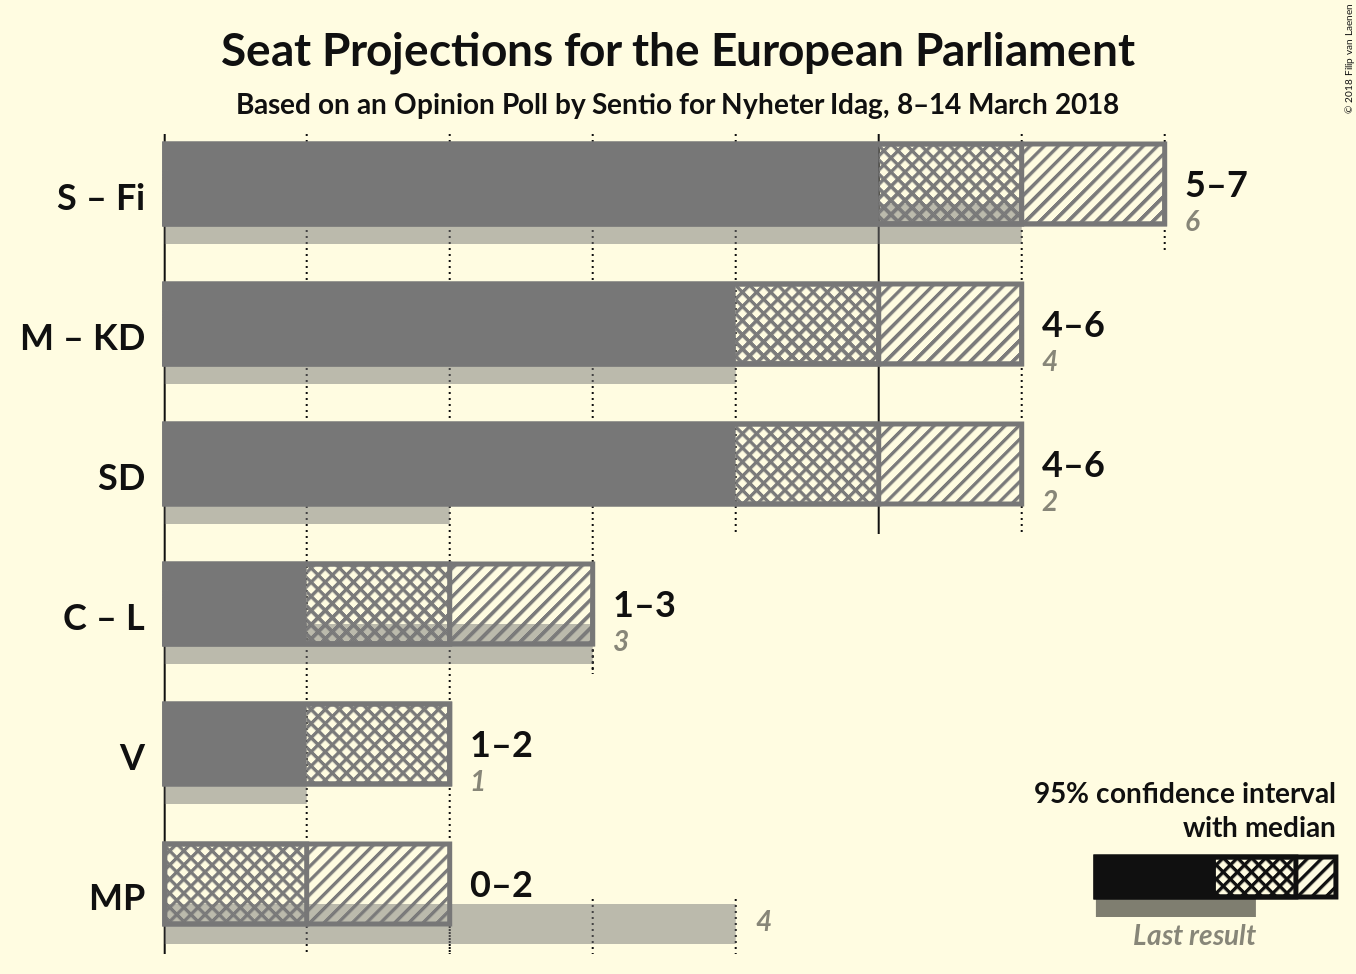 Seat Projections for the European Parliament
Based on an Opinion Poll by Sentio for Nyheter Idag, 8–14 March 2018
© 2018 Filip van Laenen
S – Fi
5–7
6
M – KD
4–6
4
SD
4–6
2
C – L
1–3
3
V
1–2
1
MP
0–2
4
95% confidence interval
with median
Last result